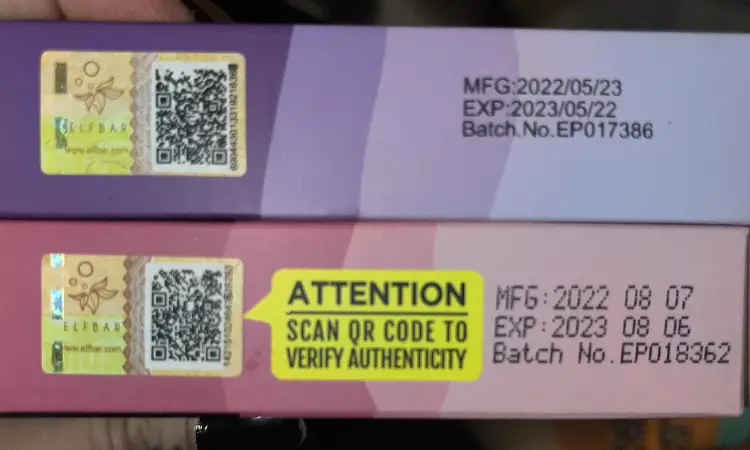 ELFBAR
www.elfbar.com
MFG:2022/05/23
EXP:2023/05/22
Batch.No.EP017386
ELFBAR
www.elfbar.com
ATTENTION
SCAN QR CODE TO
VERIFY AUTHENTICITY
MFG:2022 08 07
EXP:2023 08 06
Batch No.EP018362